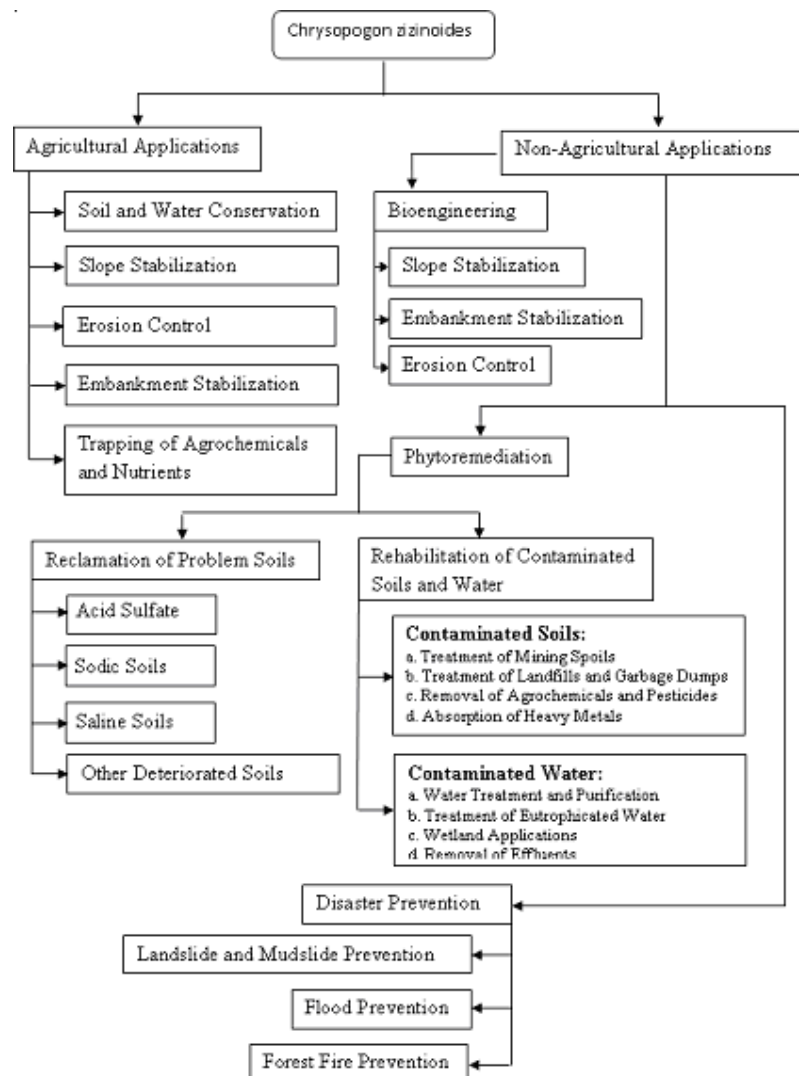 Chrysopogon zizinoides
Agricultural Applications
Soil and Water Conservation
Slope Stabilization
Erosion Control
Embankment Stabilization
Trapping of Agrochemicals
and Nutrients
Non-Agricultural Applications
Bioengineering
Slope Stabilization
Embankment Stabilization
Erosion Control
Phytoremediation
Reclamation of Problem Soils
Acid Sulfate
Sodic Soils
Saline Soils
Other Deteriorated Soils
Rehabilitation of Contaminated
Soils and Water
Contaminated Soils:
a. Treatment of Mining Spoils
b. Treatment of Landfills and Garbage Dumps
c. Removal of Agrochemicals and Pesticides
d. Absorption of Heavy Metals
Contaminated Water:
a. Water Treatment and Purification
b. Treatment of Eutrophicated Water
c. Wetland Applications
d. Removal of Effluents
Disaster Prevention
Landslide and Mudslide Prevention
Flood Prevention
Forest Fire Prevention